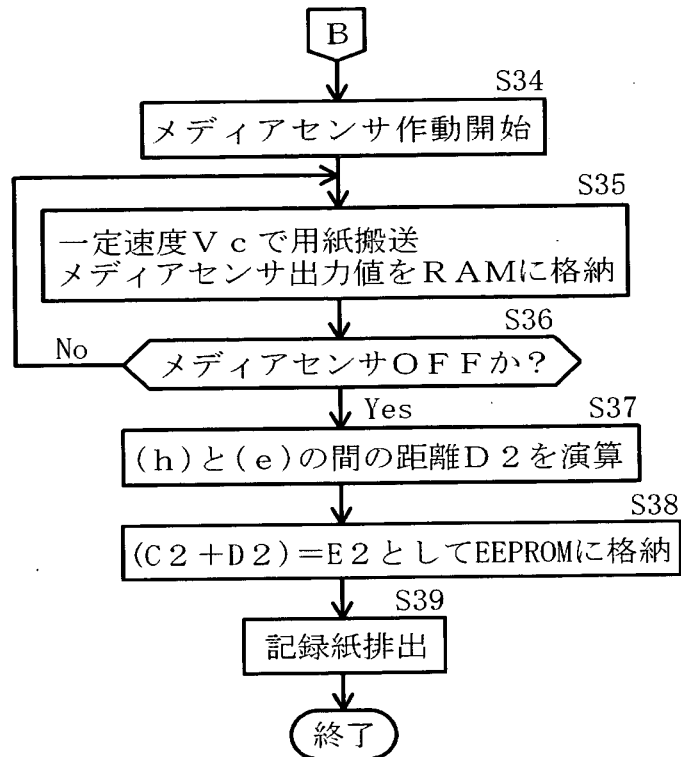 B
S34
メディアセンサ作動開始
S35
一定速度Vcで用紙搬送
メディアセンサ出力値をRAMに格納
S36
No
メディアセンサOFFか?
Yes
S37
(h)と(e)の間の距離D2を演算
S38
(C2+D2)=E2としてEEPROMに格納
S39
記録紙排出
終了